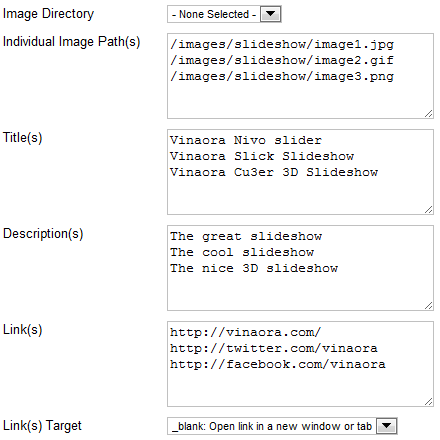 Image Directory - None Selected -
Individual Image Path(s)
/images/slideshow/image1.jpg
/images/slideshow/image2.gif
/images/slideshow/image3.png
Title(s)
Vinaora Nivo slider
Vinaora Slick Slideshow
Vinaora Cu3er 3D Slideshow
Description(s)
The great slideshow
The cool slideshow
The nice 3D slideshow
Link(s)
http://vinaora.com/
http://twitter.com/vinaora
http://facebook.com/vinaora
Link(s) Target _blank: Open link in a new window or tab